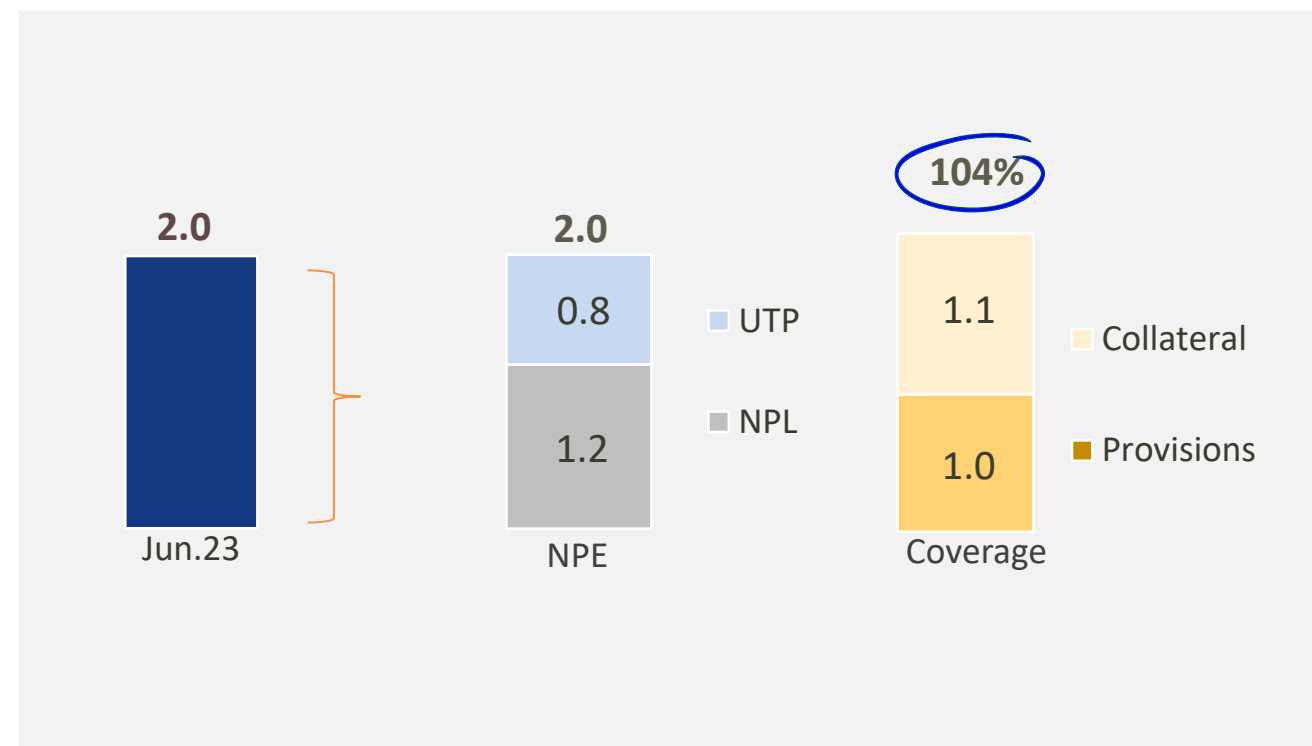 2.0
Jun.23
2.0
0.8
1.2
NPE
UTP
NPL
104%
1.1
1.0
Coverage
Collateral
Provisions